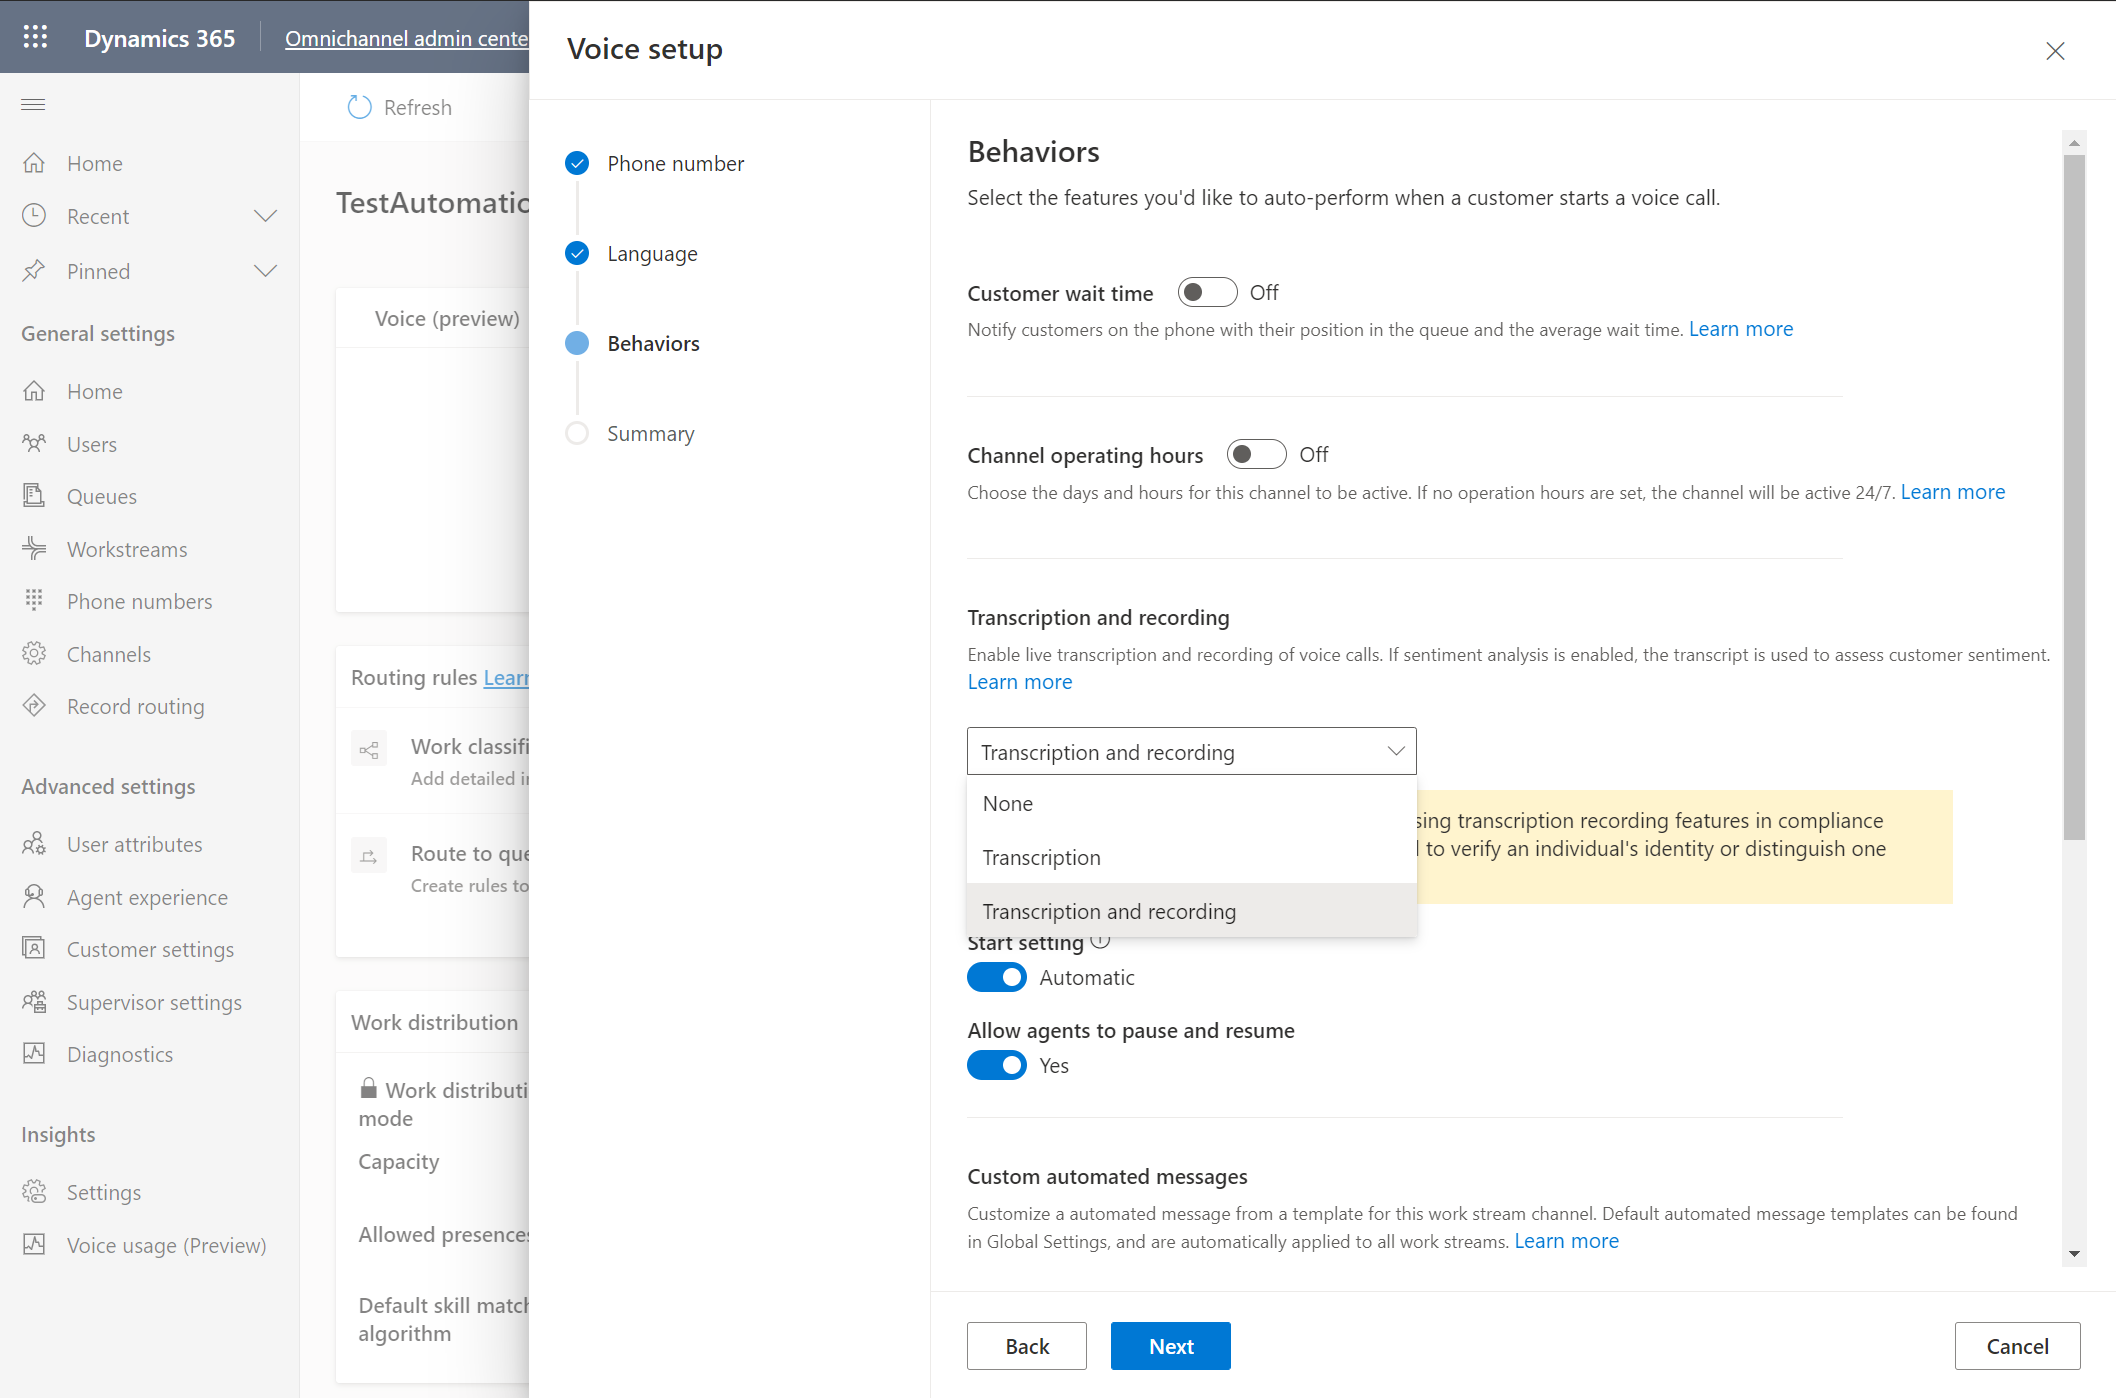 Dynamics 365
Omnichannel admin cente
Refresh
Home
Recent
Pinned
General settings
Home
Users
Queues
Workstreams
Phone numbers
Channels
Record routing
Advanced settings
User attributes
Agent experience
Customer settings
Supervisor settings
Diagnostics
Insights
Settings
Voice usage (Preview)
TestAutomatio
Voice (preview)
Routing rules Lear
Work classifi
Add detailed i
Route to que
Create rules to
Work distribution
Work distributi
mode
Capacity
Allowed presences
Default skill match
algorithm
Voice setup
Phone number
Language
Behaviors
Summary
Behaviors
Select the features you'd like to auto-perform when a customer starts a voice call.
Customer wait time Off
Notify customers on the phone with their position in the queue and the average wait time. Learn more
Channel operating hours Off
Choose the days and hours for this channel to be active. If no operation hours are set, the channel will be active 24/7. Learn more
Transcription and recording
Enable live transcription and recording of voice calls. If sentiment analysis is enabled, the transcript is used to assess customer sentiment.
Learn more
Transcription and recording
None
Transcription
Transcription and recording
sing transcription recording features in compliance
to verify an individual's identity or distinguish one
Start setting
Automatic
Allow agents to pause and resume
Yes
Custom automated messages
Customize a automated message from a template for this work stream channel. Default automated message templates can be found
in Global Settings, and are automatically applied to all work streams. Learn more
Back
Next
Cancel